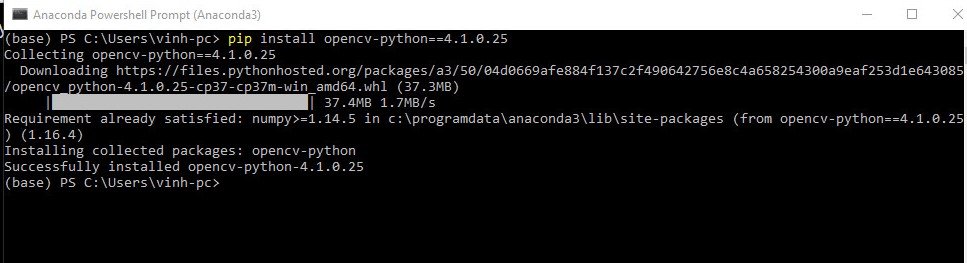 Anaconda Powershell Prompt (Anaconda3)
(base) PS C:\Users\vinh-pc> pip install opencv-python==4.1.0.25
Collecting opencv-python==4.1.0.25
  Downloading https://files.pythonhosted.org/packages/a3/50/04d0669afe884f137c2f490642756e8c4a658254300a9eaf253d1e643085
/opencv_python-4.1.0.25-cp37-cp37m-win_amd64.whl (37.3MB)
     |████████████████████████████████| 37.4MB 1.7MB/s
Requirement already satisfied: numpy>=1.14.5 in c:\programdata\anaconda3\lib\site-packages (from opencv-python==4.1.0.25
) (1.16.4)
Installing collected packages: opencv-python
Successfully installed opencv-python-4.1.0.25
(base) PS C:\Users\vinh-pc>